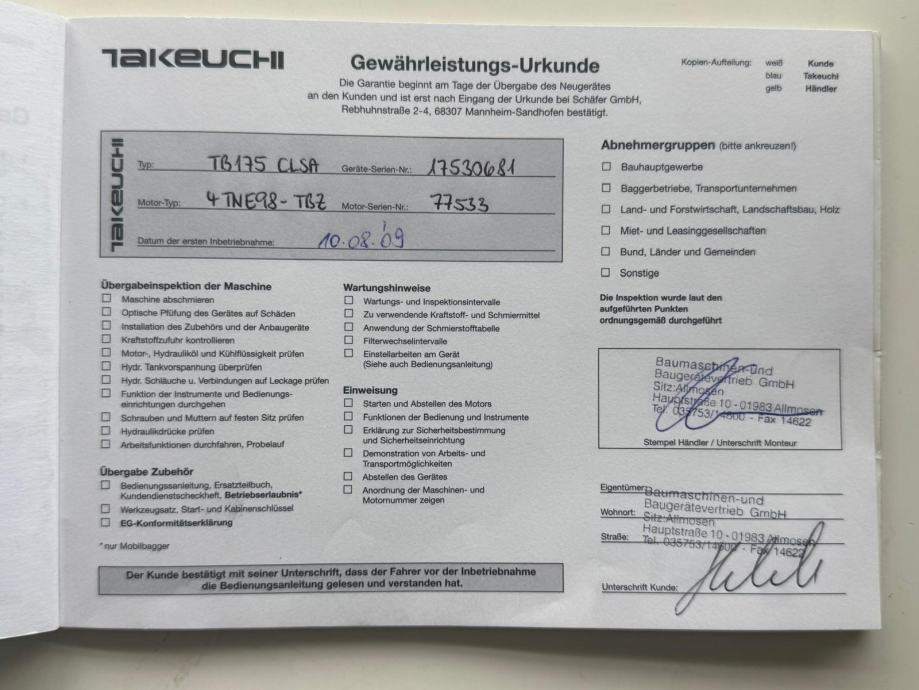 TAKEUCHI
Gewährleistungs-Urkunde
Die Garantie beginnt am Tage der Übergabe des Neugerätes
an den Kunden und ist erst nach Eingang der Urkunde bei Schäfer GmbH,
Rebhuhnstraße 2-4, 68307 Mannheim-Sandhofen bestätigt.
Kopien-Aufteilung: weiß Kunde
blau Takeuchi
gelb Händler
TAKEUCHI
Typ: TB175 CLSA Geräte-Serien-Nr.: 17530681
Motor-Typ: 4TNE98-TBZ Motor-Serien-Nr.: 77533
Datum der ersten Inbetriebnahme: 10.08.09
Übergabeinspektion der Maschine
Maschine abschmieren
Optische Pfüfung des Gerätes auf Schäden
Installation des Zubehörs und der Anbaugeräte
Kraftstoffzufuhr kontrollieren
Motor-, Hydrauliköl und Kühlflüssigkeit prüfen
Hydr. Tankvorspannung überprüfen
Hydr. Schläuche u. Verbindungen auf Leckage prüfen
Funktion der Instrumente und Bedienungs-
einrichtungen durchgehen
Schrauben und Muttern auf festen Sitz prüfen
Hydraulikdrücke prüfen
Arbeitsfunktionen durchfahren, Probelauf
Übergabe Zubehör
Bedienungsanleitung, Ersatzteilbuch,
Kundendienstscheckheft, Betriebserlaubnis*
Werkzeugsatz, Start- und Kabinenschlüssel
EG-Konformitätserklärung
* nur Mobilbagger
Wartungshinweise
Wartungs- und Inspektionsintervalle
Zu verwendende Kraftstoff- und Schmiermittel
Anwendung der Schmierstofftabelle
Filterwechselintervalle
Einstellarbeiten am Gerät
(Siehe auch Bedienungsanleitung)
Einweisung
Starten und Abstellen des Motors
Funktionen der Bedienung und Instrumente
Erklärung zur Sicherheitsbestimmung
und Sicherheitseinrichtung
Demonstration von Arbeits- und
Transportmöglichkeiten
Abstellen des Gerätes
Anordnung der Maschinen- und
Motornummer zeigen
Der Kunde bestätigt mit seiner Unterschrift, dass der Fahrer vor der Inbetriebnahme
die Bedienungsanleitung gelesen und verstanden hat.
Abnehmergruppen (bitte ankreuzen!)
Bauhauptgewerbe
Baggerbetriebe, Transportunternehmen
Land- und Forstwirtschaft, Landschaftsbau, Holz
Miet- und Leasinggesellschaften
Bund, Länder und Gemeinden
Sonstige
Die Inspektion wurde laut den
aufgeführten Punkten
ordnungsgemäß durchgeführt
Baumaschinen-und
Baugerätevertrieb GmbH
Sitz:Allmosen
Hauptstraße 10 - 01983 Allmosen
Tel. 035753/14600 - Fax 14622
Stempel Händler / Unterschrift Monteur
Eigentümer: Baumaschinen-und
Baugerätevertrieb GmbH
Wohnort: Sitz:Allmosen
Hauptstraße 10 - 01983 Allmosen
Straße: Tel. 035753/14600 - Fax 14622
Unterschrift Kunde: